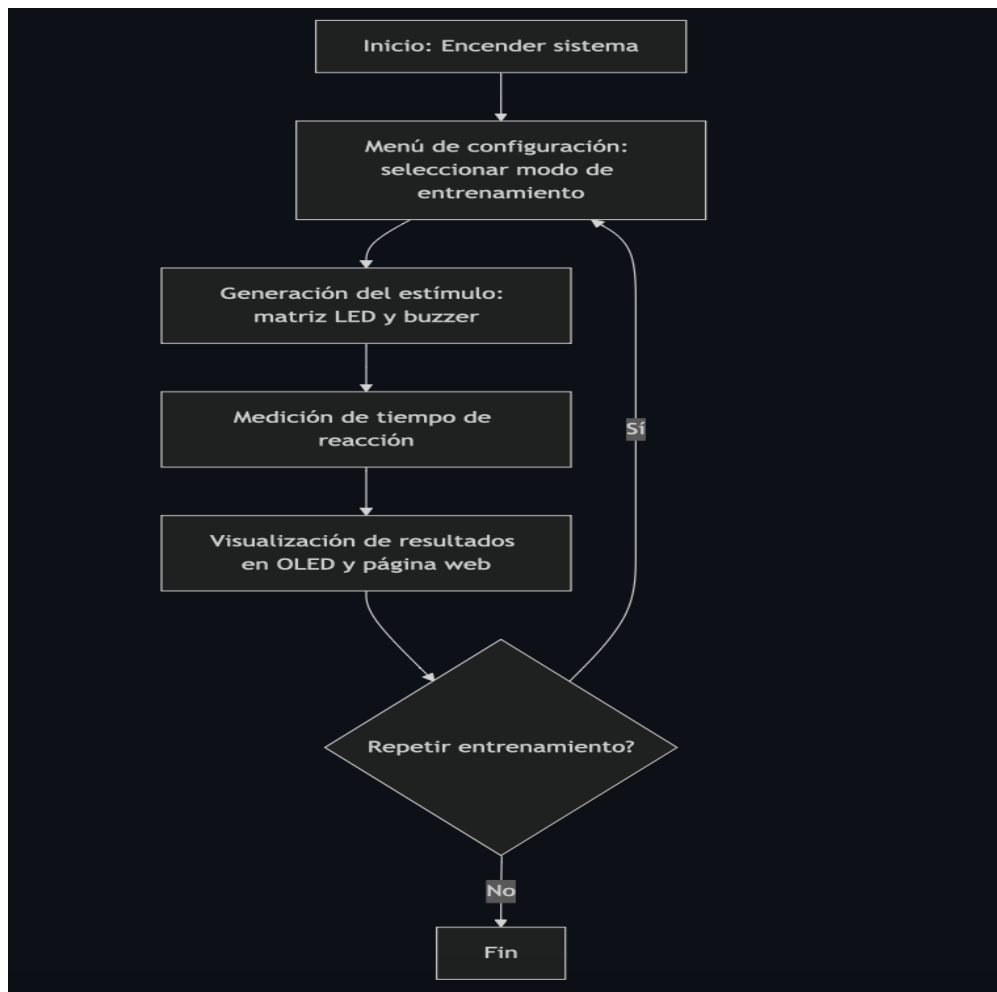 Inicio: Encender sistema
Menú de configuración:
seleccionar modo de
entrenamiento
Generación del estímulo:
matriz LED y buzzer
Medición de tiempo de
reacción
Sí
Visualización de resultados
en OLED y página web
Repetir entrenamiento?
No
Fin